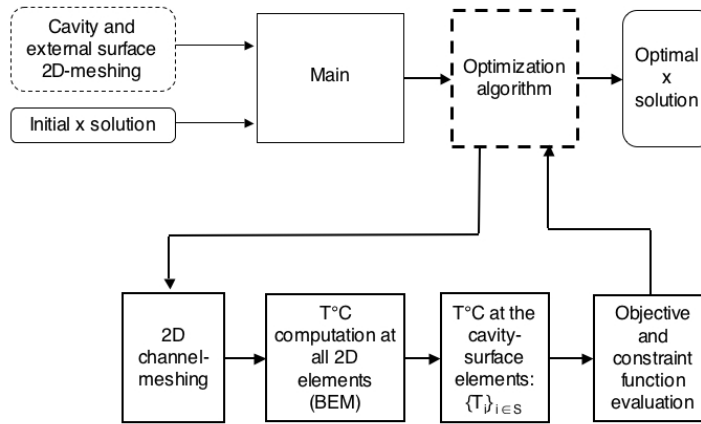 Cavity and
external surface
2D-meshing
Initial x solution
Main
Optimization
algorithm
Optimal
x
solution
2D
channel-
meshing
T°C
computation at
all 2D
elements
(BEM)
T°C at the
cavity-
surface
elements:
{Tᵢ}ᵢ ∈ S
Objective
and
constraint
function
evaluation